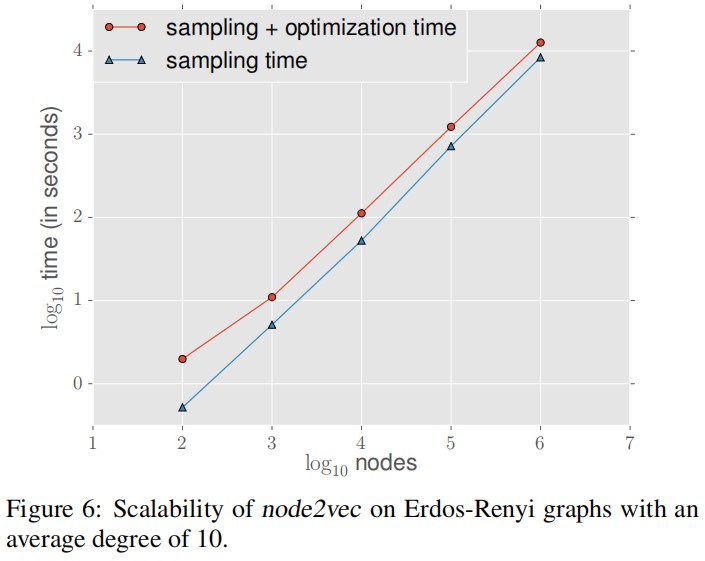 sampling + optimization time
sampling time
4
3
2
1
0
log10 time (in seconds)
1 2 3 4 5 6 7
log10 nodes
Figure 6: Scalability of node2vec on Erdos-Renyi graphs with an
average degree of 10.